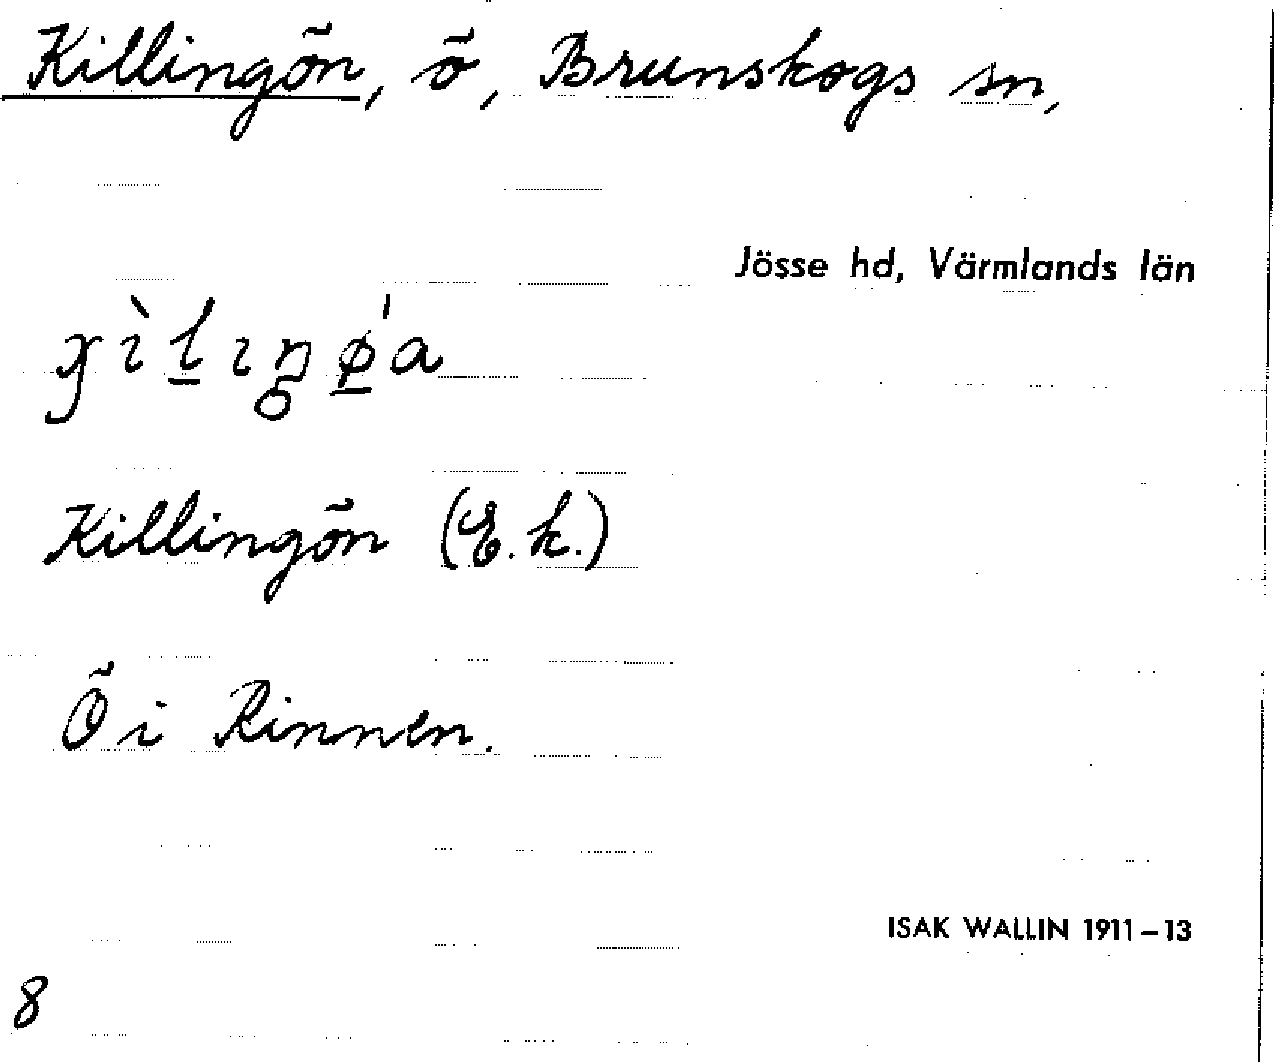 Killingön, ö, Brunskogs sn,
Jösse hd, Värmlands län
Killingön (E.k.)
Ö i Rinnen.
ISAK WALLIN 1911–13
8